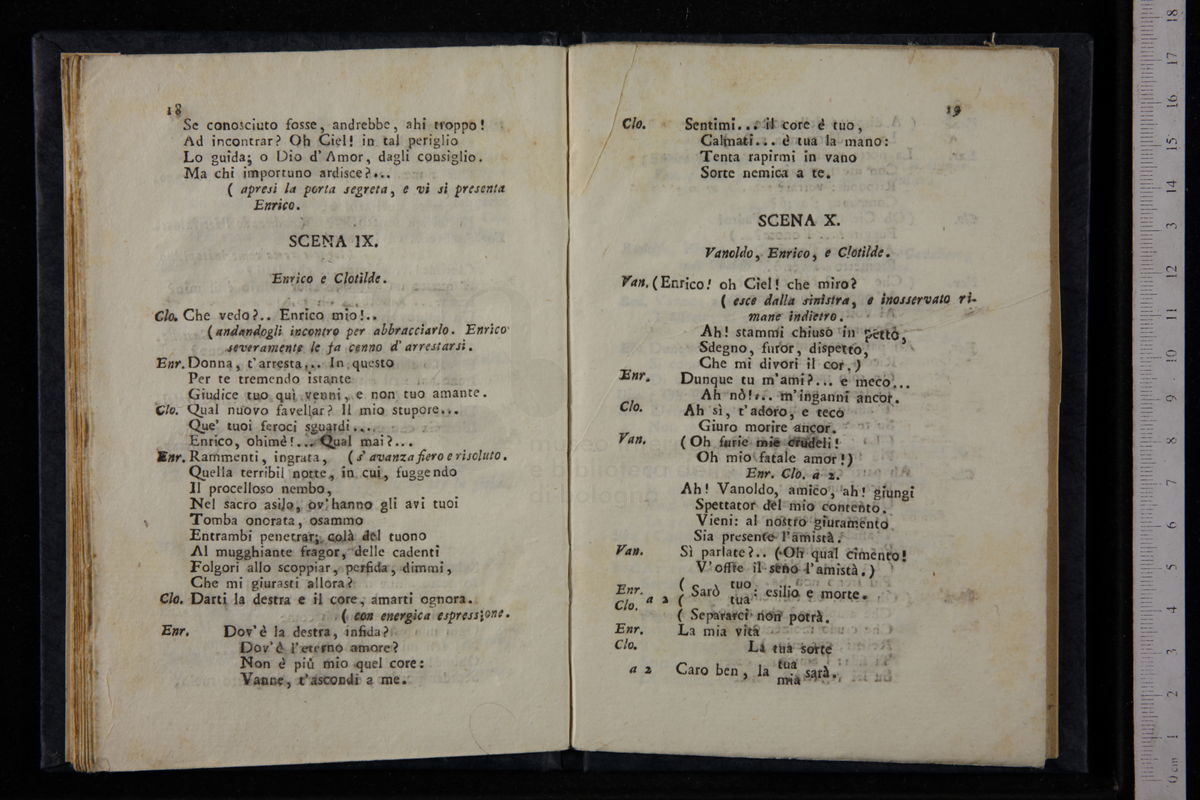 18
Se conosciuto fosse, andrebbe, ahi troppo!
Ad incontrar? Oh Ciel! in tal periglio
Lo guida; o Dio d'Amor, dagli consiglio.
Ma chi importuno ardisce?...
( apresi la porta segreta, e vi si presenta
Enrico.
SCENA IX.
Enrico e Clotilde.
Clo. Che vedo?.. Enrico mio!..
(andandogli incontro per abbracciarlo. Enrico
severamente le fa cenno d'arrestarsi.
Enr. Donna, t'arresta... In questo
Per te tremendo istante
Giudice tuo qui venni, e non tuo amante.
Clo. Qual nuovo favellar? Il mio stupore...
Que' tuoi feroci sguardi....
Enrico, ohimè!... Qual mai?...
Enr. Rammenti, ingrata, (s'avanza fiero e risoluto.
Quella terribil notte, in cui, fuggendo
Il procelloso nembo,
Nel sacro asilo, ov'hanno gli avi tuoi
Tomba onorata, osammo
Entrambi penetrar; colà del tuono
Al mugghiante fragor, delle cadenti
Folgori allo scoppiar, perfida, dimmi,
Che mi giurasti allora?
Clo. Darti la destra e il core, amarti ognora.
( con energica espressione.
Enr. Dov'è la destra, infida?
Dov'è l'eterno amore?
Non è più mio quel core:
Vanne, t'ascondi a me.
19
Clo. Sentimi... il core è tuo,
Calmati... è tua la mano:
Tenta rapirmi in vano
Sorte nemica a te.
SCENA X.
Vanoldo, Enrico, e Clotilde.
Van. (Enrico! oh Ciel! che miro?
( esce dalla sinistra, e inosservato ri-
mane indietro.
Ah! stammi chiuso in petto,
Sdegno, furor, dispetto,
Che mi divori il cor.)
Enr. Dunque tu m'ami?... e meco...
Ah nò!... m'inganni ancor.
Clo. Ah sì, t'adoro, e teco
Giuro morire ancor.
Van. (Oh furie mie crudeli!
Oh mio fatale amor!)
Enr. Clo. a 2.
Ah! Vanoldo, amico, ah! giungi
Spettator del mio contento.
Vieni: al nostro giuramento
Sia presente l'amistà.
Van. Sì parlate?.. (Oh qual cimento!
V'offre il seno l'amistà.)
Enr. Clo. a 2 ( Sarò tuo tua : esilio e morte.
( Separarci non potrà.
Enr. La mia vita
Clo. La tua sorte
a 2 Caro ben, la tua mia sarà.